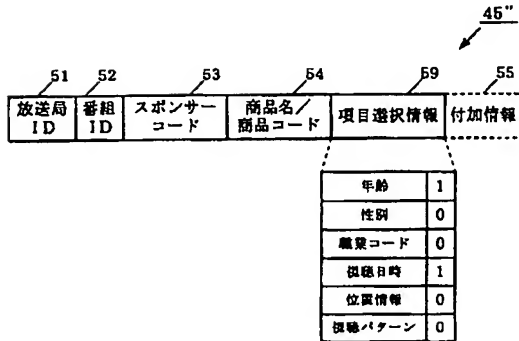 45"
51 52 53 54 59 55
放送局 番組 スポンサー 商品名/ 項目選択情報 付加情報
ID ID コード 商品コード
年齢 1
性別 0
職業コード 0
視聴日時 1
位置情報 0
視聴パターン 0